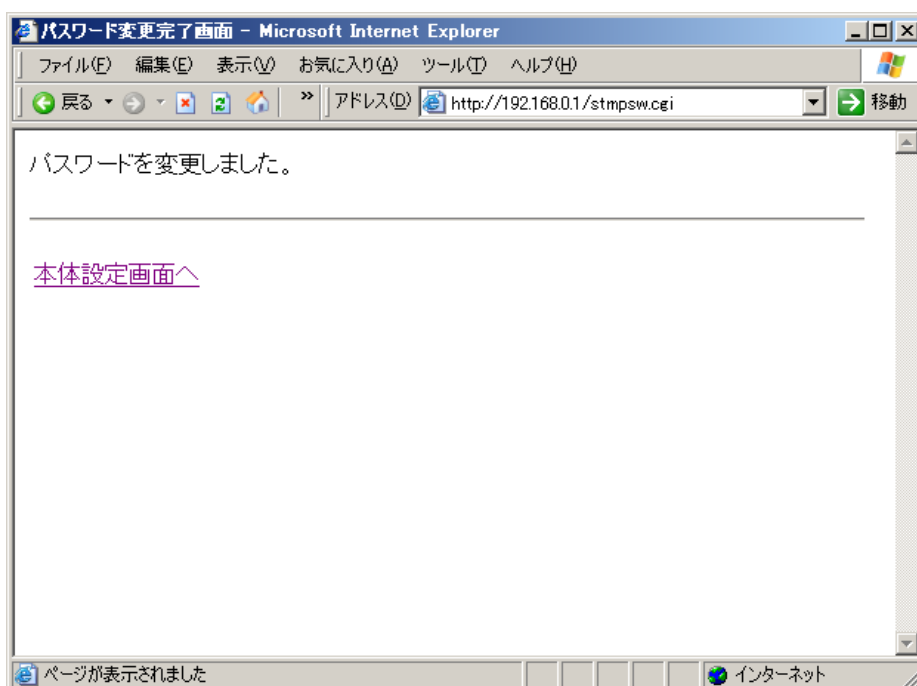 パスワード変更完了画面 - Microsoft Internet Explorer
ファイル(F) 編集(E) 表示(V) お気に入り(A) ツール(T) ヘルプ(H)
戻る » アドレス(D) http://192.168.0.1/stmpsw.cgi 移動
パスワードを変更しました。
本体設定画面へ
ページが表示されました インターネット